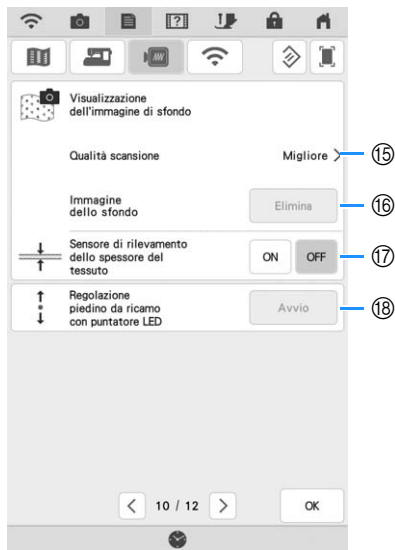 Visualizzazione
dell'immagine di sfondo
Qualità scansione
Migliore >
⑮
Immagine
dello sfondo
Elimina
⑯
Sensore di rilevamento
dello spessore del
tessuto
ON
OFF
⑰
Regolazione
piedino da ricamo
con puntatore LED
Avvio
⑱
< 10 / 12 >
OK